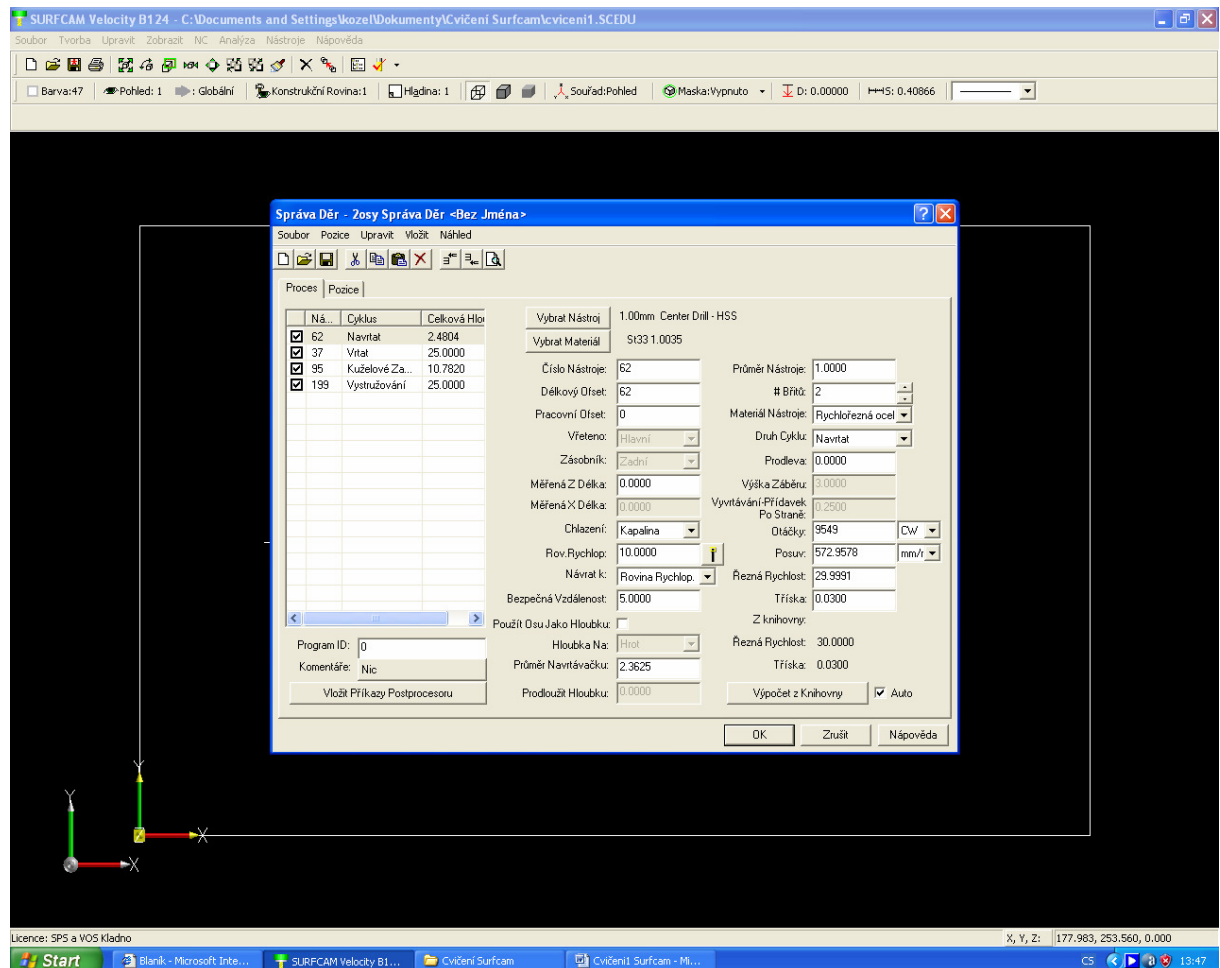 SURFCAM Velocity B124 - C:\Documents and Settings\kozel\Dokumenty\Cvičení Surfcam\cviceni1.SCEDU
Soubor Tvorba Upravit Zobrazit NC Analýza Nástroje Nápověda
Barva:47 Pohled: 1 : Globální Konstrukční Rovina:1 Hladina: 1 Souřad:Pohled Maska:Vypnuto D: 0.00000 S: 0.40866
Správa Děr - 2osy Správa Děr <Bez Jména>
Soubor Pozice Upravit Vložit Náhled
Proces Pozice
Ná... Cyklus Celková Hlo
62 Navrtat 2.4804
37 Vrtat 25.0000
95 Kuželové Za... 10.7820
199 Vystružování 25.0000
Program ID: 0
Komentáře: Nic
Vložit Příkazy Postprocesoru
Vybrat Nástroj 1.00mm Center Drill - HSS
Vybrat Materiál St33 1.0035
Číslo Nástroje: 62 Průměr Nástroje: 1.0000
Délkový Ofset: 62 # Břitů: 2
Pracovní Ofset: 0 Materiál Nástroje: Rychlořezná ocel
Vřeteno: Hlavní Druh Cyklu: Navrtat
Zásobník: Zadní Prodleva: 0.0000
Měřená Z Délka: 0.0000 Výška Záběru: 3.0000
Měřená X Délka: 0.0000 Vyvrtávání-Přídavek Po Straně: 0.2500
Chlazení: Kapalina Otáčky: 9549 CW
Rov.Rychlop: 10.0000 Posuv: 572.9578 mm/r
Návrat k: Rovina Rychlop. Řezná Rychlost: 29.9991
Bezpečná Vzdálenost: 5.0000 Tříska: 0.0300
Použít Osu Jako Hloubku: Z knihovny:
Hloubka Na: Hrot Řezná Rychlost: 30.0000
Průměr Navrtávačku: 2.3625 Tříska: 0.0300
Prodloužit Hloubku: 0.0000 Výpočet z Knihovny Auto
OK Zrušit Nápověda
Y
X
Y
X
Licence: SPS a VOS Kladno X, Y, Z: 177.983, 253.560, 0.000
Start Blaník - Microsoft Inte... SURFCAM Velocity B1... Cvičení Surfcam Cvičení1 Surfcam - Mi... CS 13:47